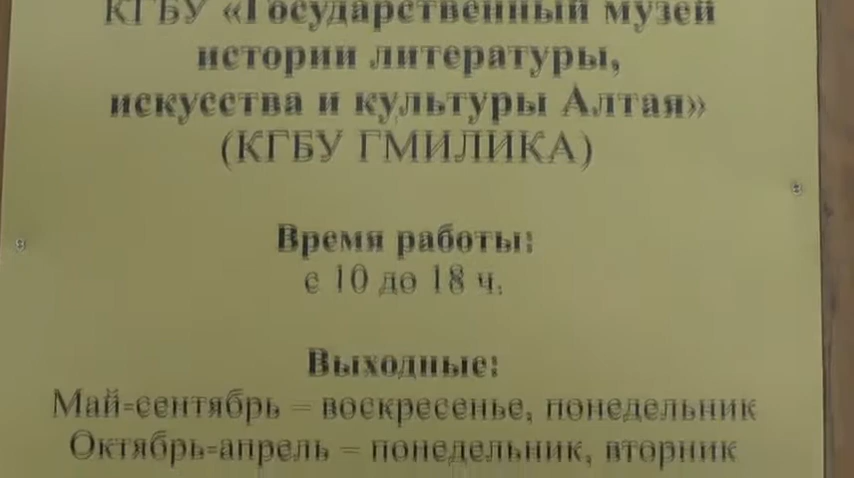 КГБУ «Государственный музей
истории литературы,
искусства и культуры Алтая»
(КГБУ ГМИЛИКА)
Время работы:
с 10 до 18 ч.
Выходные:
Май-сентябрь – воскресенье, понедельник
Октябрь-апрель – понедельник, вторник